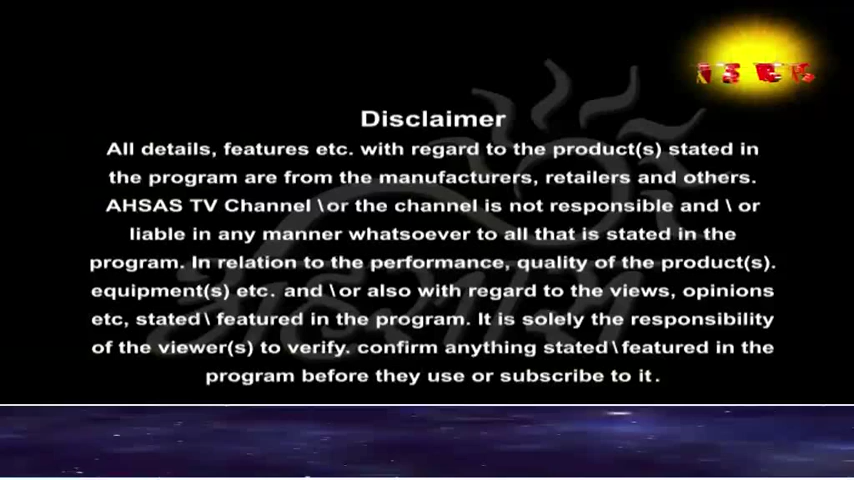 Disclaimer
All details, features etc. with regard to the product(s) stated in
the program are from the manufacturers, retailers and others.
AHSAS TV Channel \or the channel is not responsible and \ or
liable in any manner whatsoever to all that is stated in the
program. In relation to the performance, quality of the product(s).
equipment(s) etc. and \or also with regard to the views, opinions
etc, stated\ featured in the program. It is solely the responsibility
of the viewer(s) to verify. confirm anything stated\featured in the
program before they use or subscribe to it.